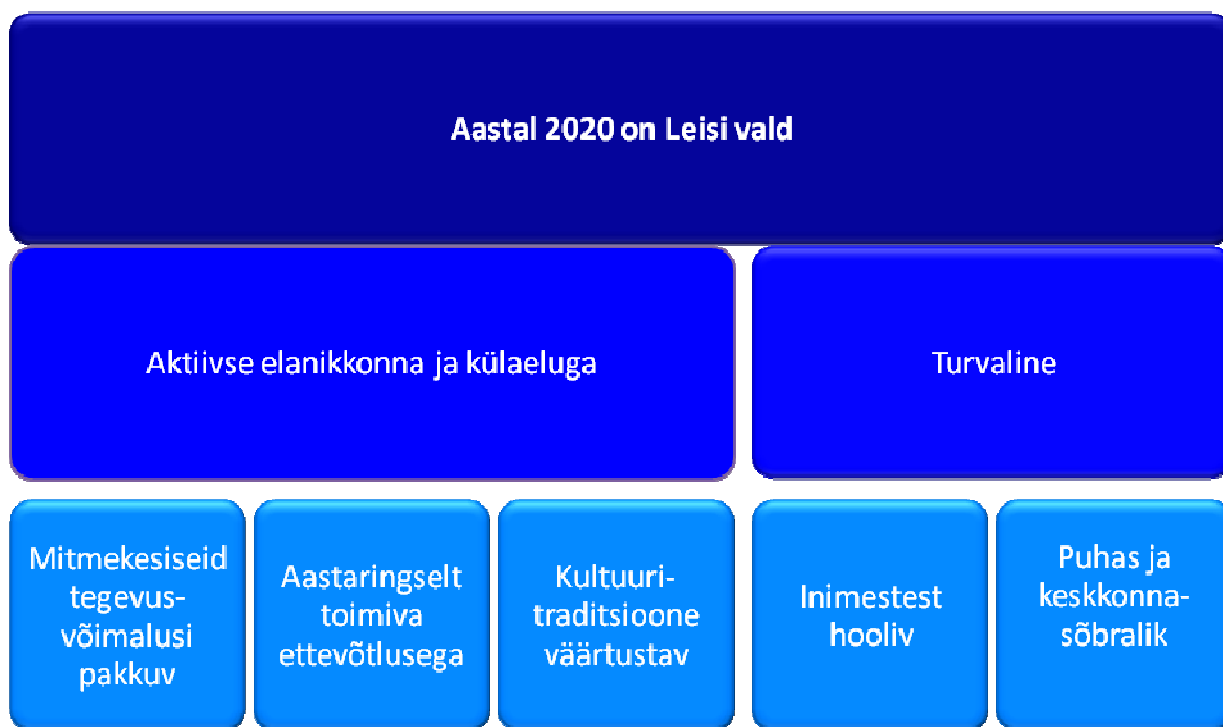 Aastal 2020 on Leisi vald
Aktiivse elanikkonna ja külaeluga
Turvaline
Mitmekesiseid
tegevus-
võimalusi
pakkuv
Aastaringselt
toimiva
ettevõtlusega
Kultuuri-
traditsioone
väärtustav
Inimestest
hooliv
Puhas ja
keskkonna-
sõbralik